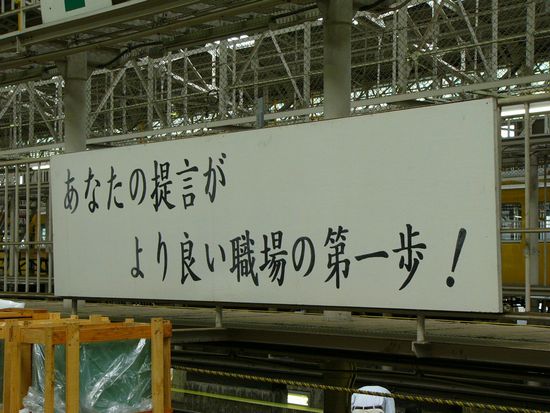 あなたの提言が
より良い職場の第一歩！